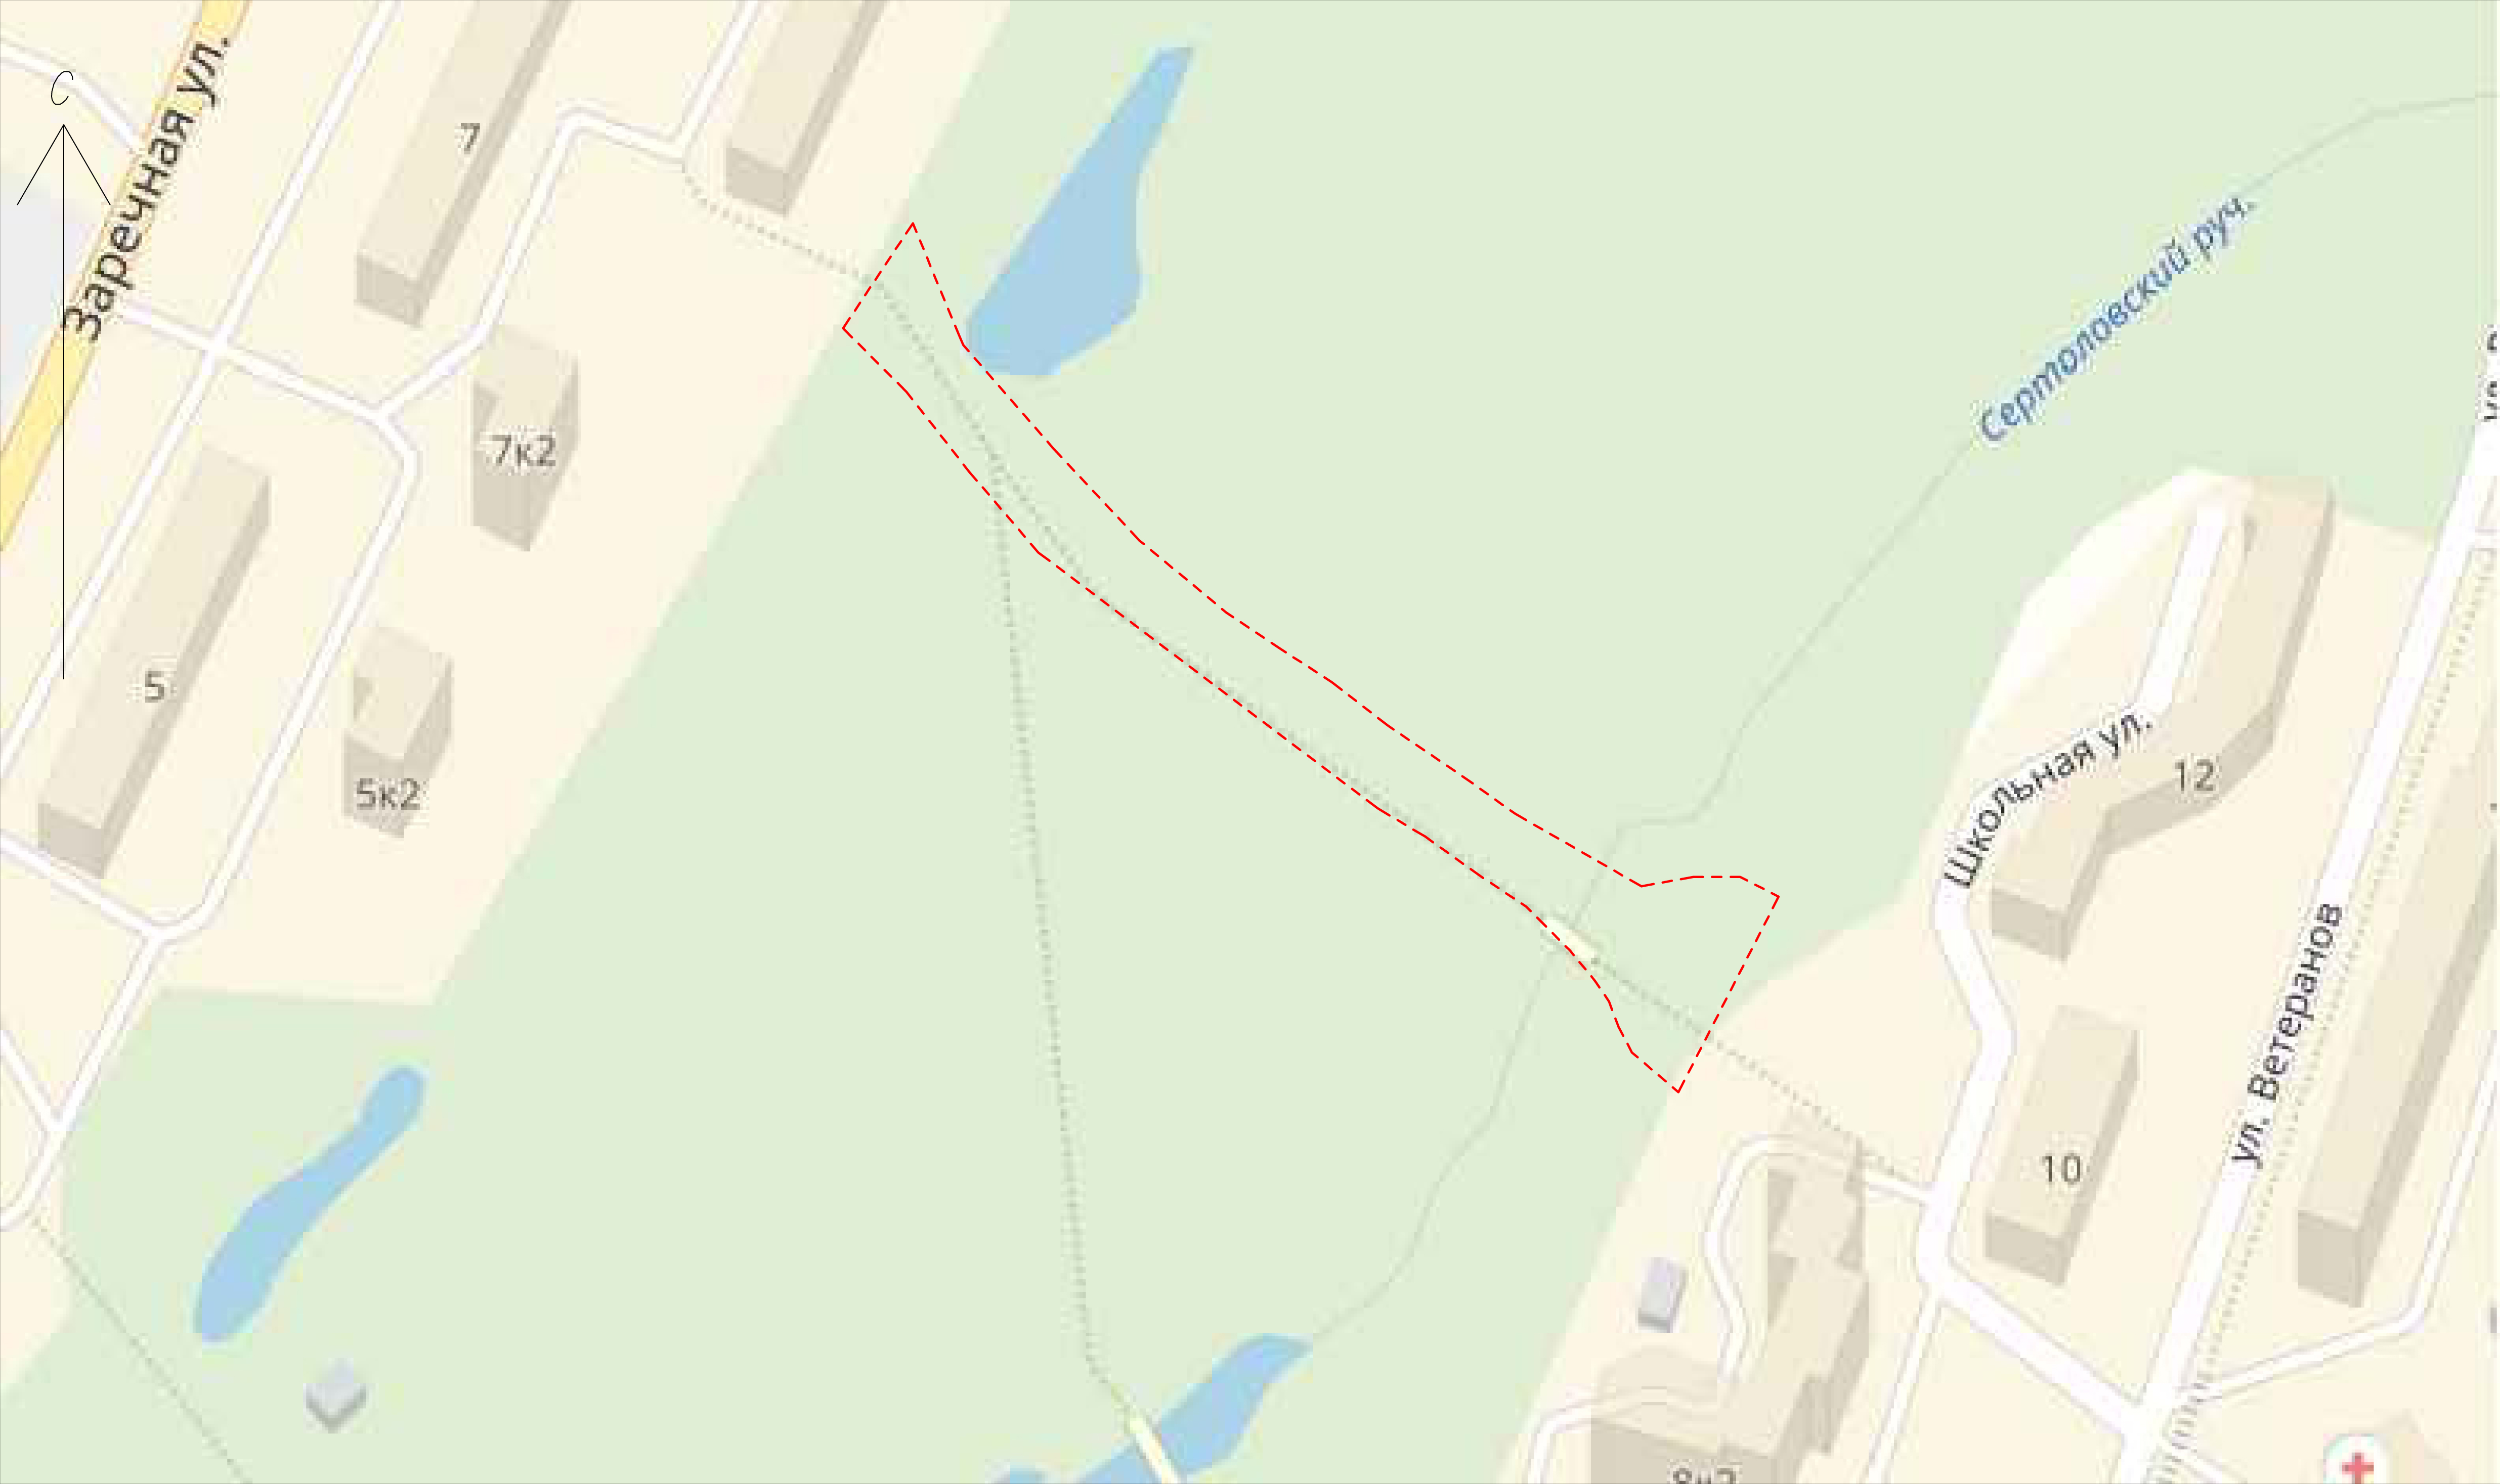 С
Заречная ул.
7
7к2
5
5к2
Сертоловский руч.
Школьная ул.
12
10
ул. Ветеранов